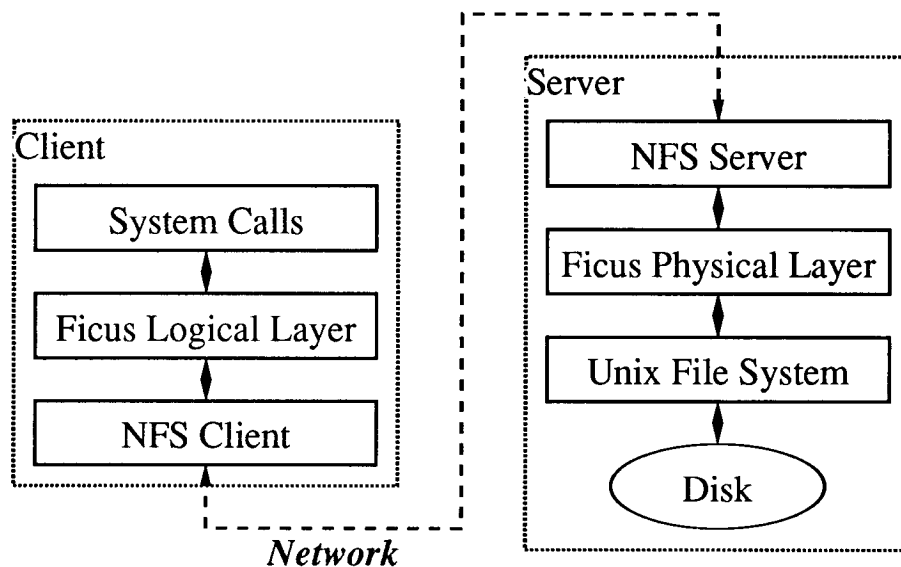 Client
System Calls
Ficus Logical Layer
NFS Client
Network
Server
NFS Server
Ficus Physical Layer
Unix File System
Disk